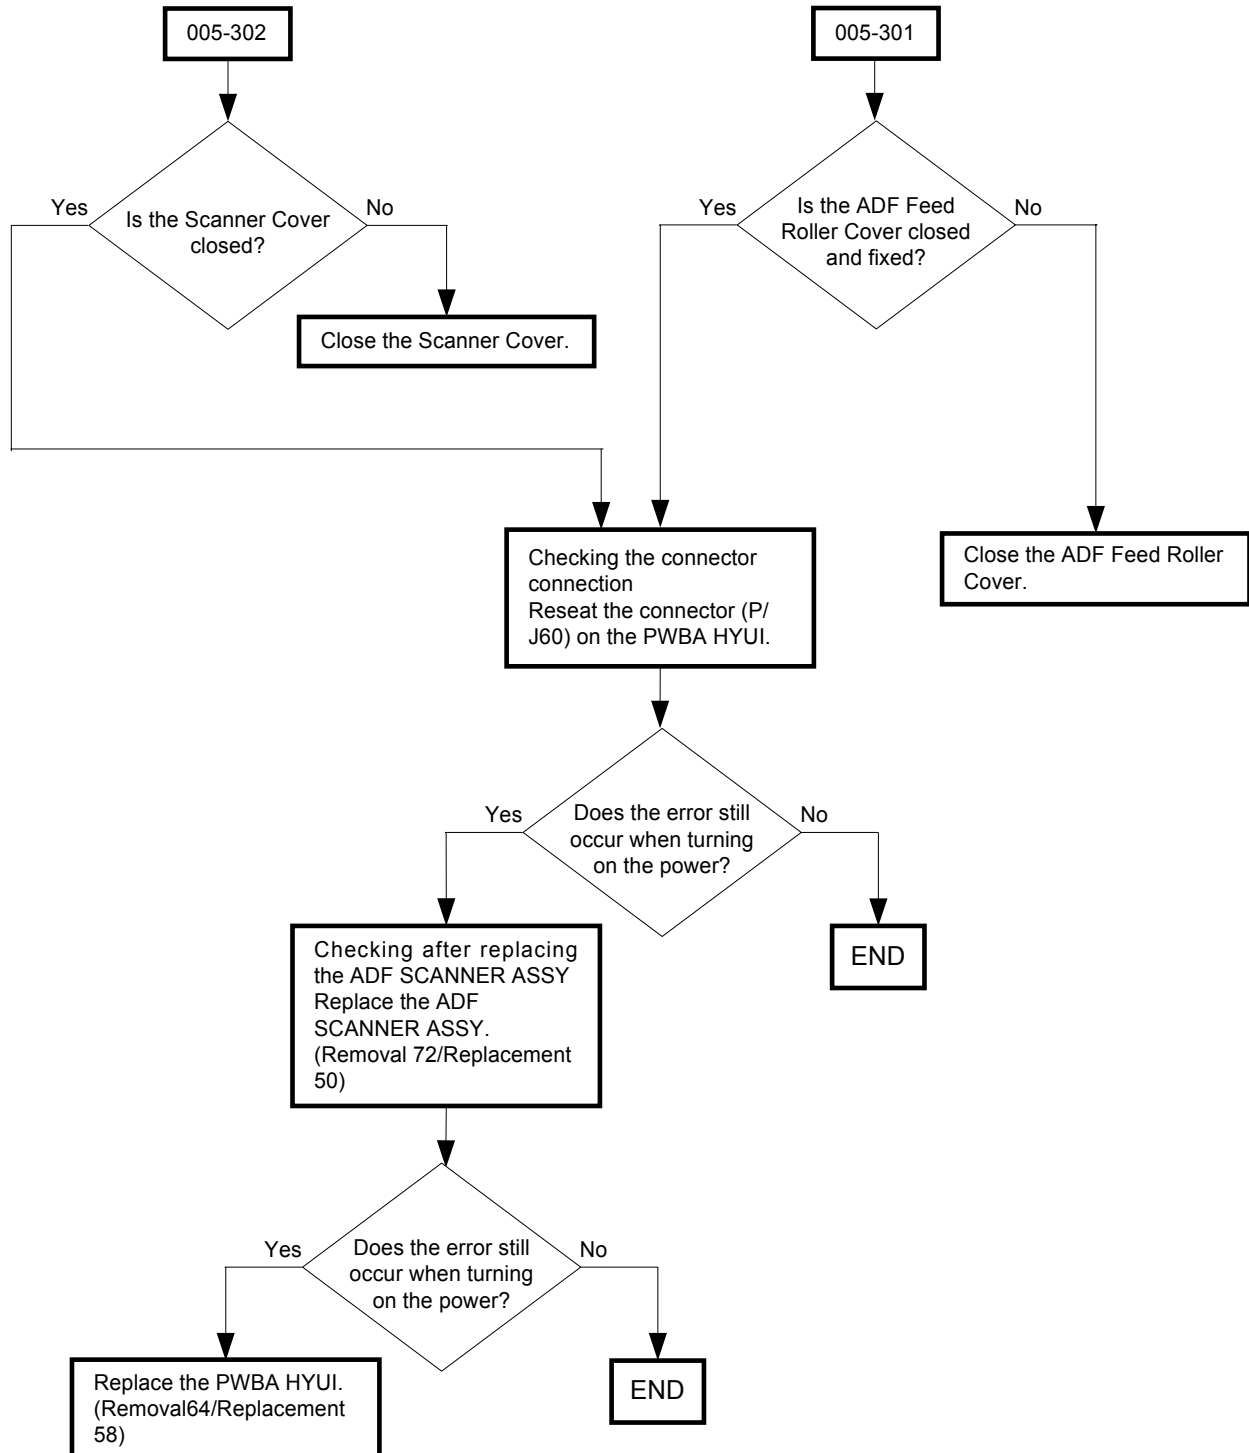 005-302
005-301
Yes
Is the Scanner Cover
closed?
No
Yes
Is the ADF Feed
Roller Cover closed
and fixed?
No
Close the Scanner Cover.
Checking the connector
connection
Reseat the connector (P/
J60) on the PWBA HYUI.
Close the ADF Feed Roller
Cover.
Yes
Does the error still
occur when turning
on the power?
No
Checking after replacing
the ADF SCANNER ASSY
Replace the ADF
SCANNER ASSY.
(Removal 72/Replacement
50)
END
Yes
Does the error still
occur when turning
on the power?
No
Replace the PWBA HYUI.
(Removal64/Replacement
58)
END